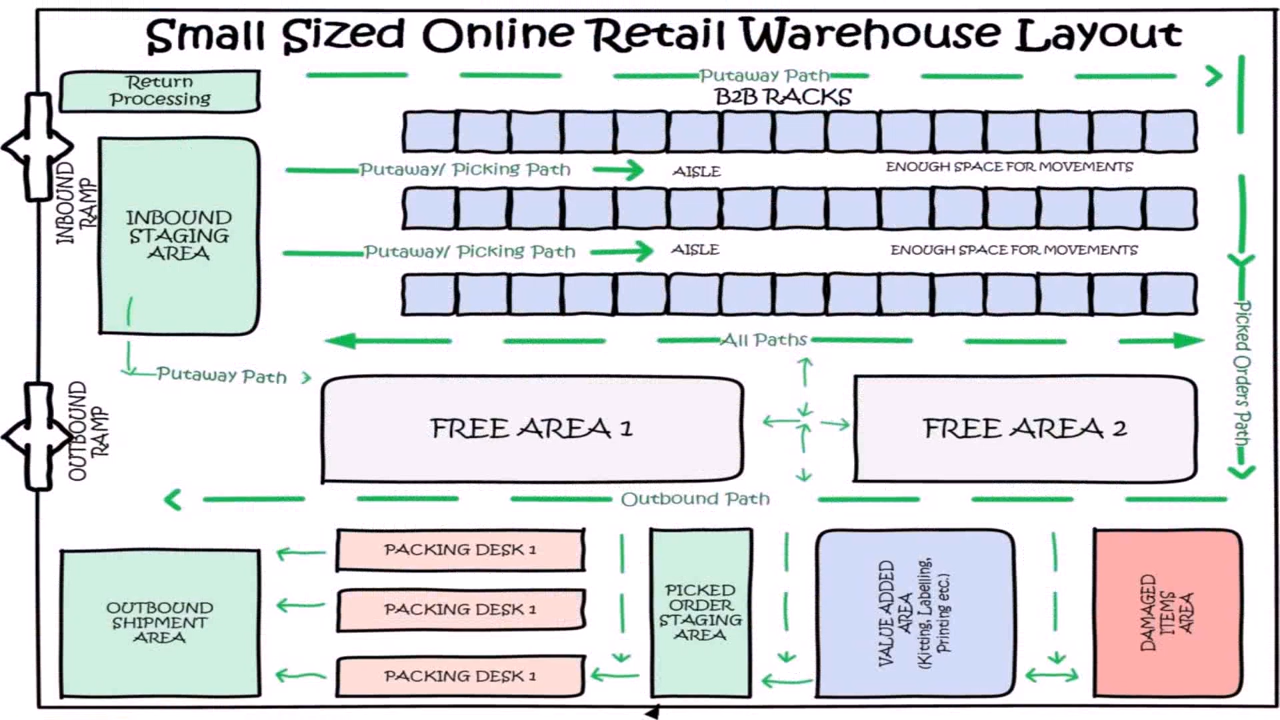 Small Sized Online Retail Warehouse Layout
Return
Processing
Putaway Path
B2B RACKS
INBOUND
RAMP
INBOUND
STAGING
AREA
Putaway/ Picking Path
AISLE
ENOUGH SPACE FOR MOVEMENTS
Putaway/ Picking Path
AISLE
ENOUGH SPACE FOR MOVEMENTS
Picked Orders Path
All Paths
Putaway Path
OUTBOUND
RAMP
FREE AREA 1
FREE AREA 2
Outbound Path
OUTBOUND
SHIPMENT
AREA
PACKING DESK 1
PACKING DESK 1
PACKING DESK 1
PICKED
ORDER
STAGING
AREA
VALUE ADDED
AREA
(Kitting, Labelling,
Printing etc.)
DAMAGED
ITEMS
AREA